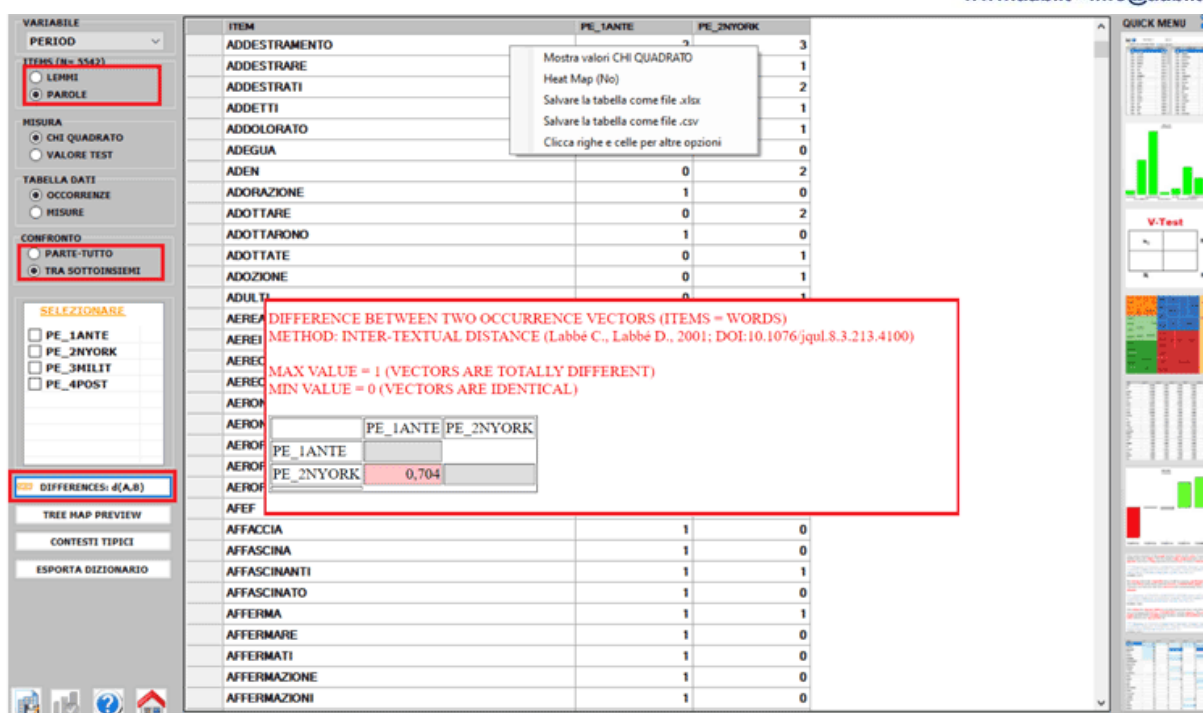 VARIABILE
PERIOD
ITEMS (N= 5542)
LEMMI
PAROLE
MISURA
CHI QUADRATO
VALORE TEST
TABELLA DATI
OCCORRENZE
MISURE
CONFRONTO
PARTE-TUTTO
TRA SOTTOINSIEMI
SELEZIONARE
PE_1ANTE
PE_2NYORK
PE_3MILIT
PE_4POST
DIFFERENCES: d(A,B)
TREE MAP PREVIEW
CONTESTI TIPICI
ESPORTA DIZIONARIO
ITEM PE_1ANTE PE_2NYORK
ADDESTRAMENTO 3
ADDESTRARE 1
ADDESTRATI 2
ADDETTI 1
ADDOLORATO 1
ADEGUA 0
ADEN 0 2
ADORAZIONE 1 0
ADOTTARE 0 2
ADOTTARONO 1 0
ADOTTATE 0 1
ADOZIONE 0 1
AFFACCIA 1 0
AFFASCINA 1 0
AFFASCINANTI 1 1
AFFASCINATO 1 0
AFFERMA 1 1
AFFERMARE 1 0
AFFERMATI 1 0
AFFERMAZIONE 1 0
AFFERMAZIONI 1 0
Mostra valori CHI QUADRATO
Heat Map (No)
Salvare la tabella come file .xlsx
Salvare la tabella come file .csv
Clicca righe e celle per altre opzioni
DIFFERENCE BETWEEN TWO OCCURRENCE VECTORS (ITEMS = WORDS)
METHOD: INTER-TEXTUAL DISTANCE (Labbé C., Labbé D., 2001; DOI:10.1076/jqul.8.3.213.4100)
MAX VALUE = 1 (VECTORS ARE TOTALLY DIFFERENT)
MIN VALUE = 0 (VECTORS ARE IDENTICAL)
PE_1ANTE PE_2NYORK
PE_1ANTE
PE_2NYORK 0,704
QUICK MENU
V-Test